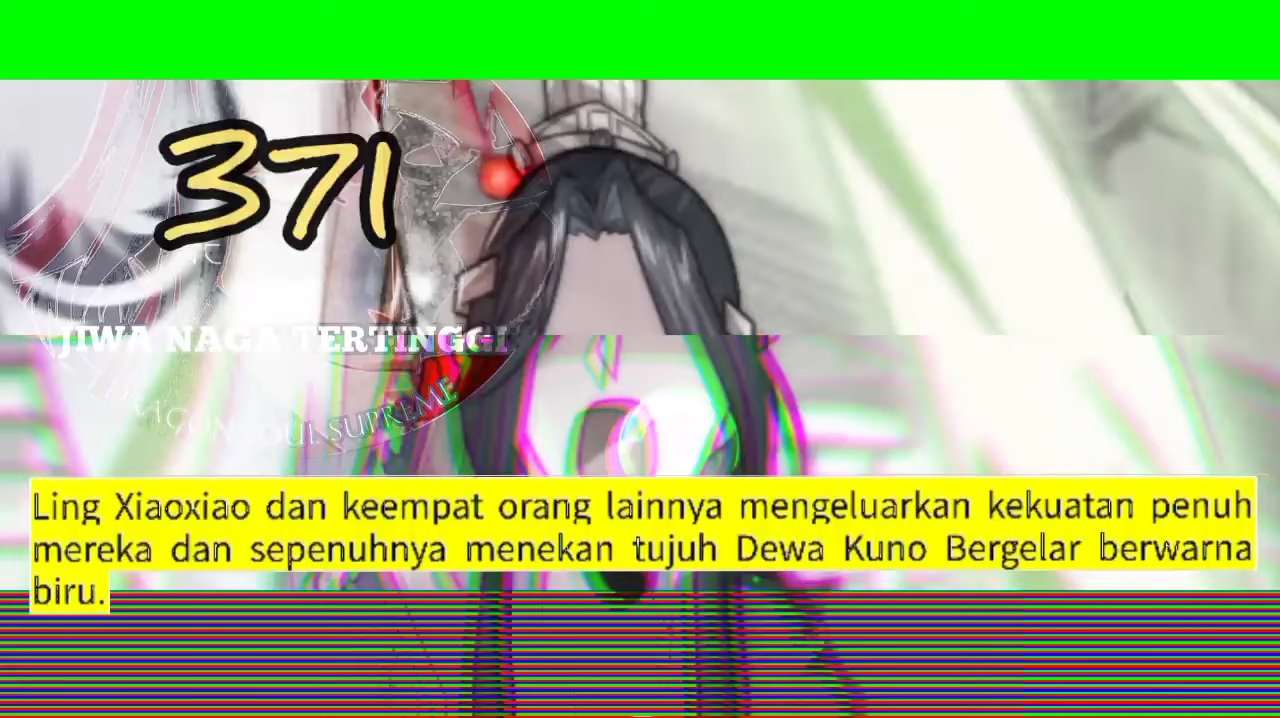 371
JIWA NAGA TERTINGGI
DRAGON SOUL SUPREME
Ling Xiaoxiao dan keempat orang lainnya mengeluarkan kekuatan penuh
mereka dan sepenuhnya menekan tujuh Dewa Kuno Bergelar berwarna
biru.